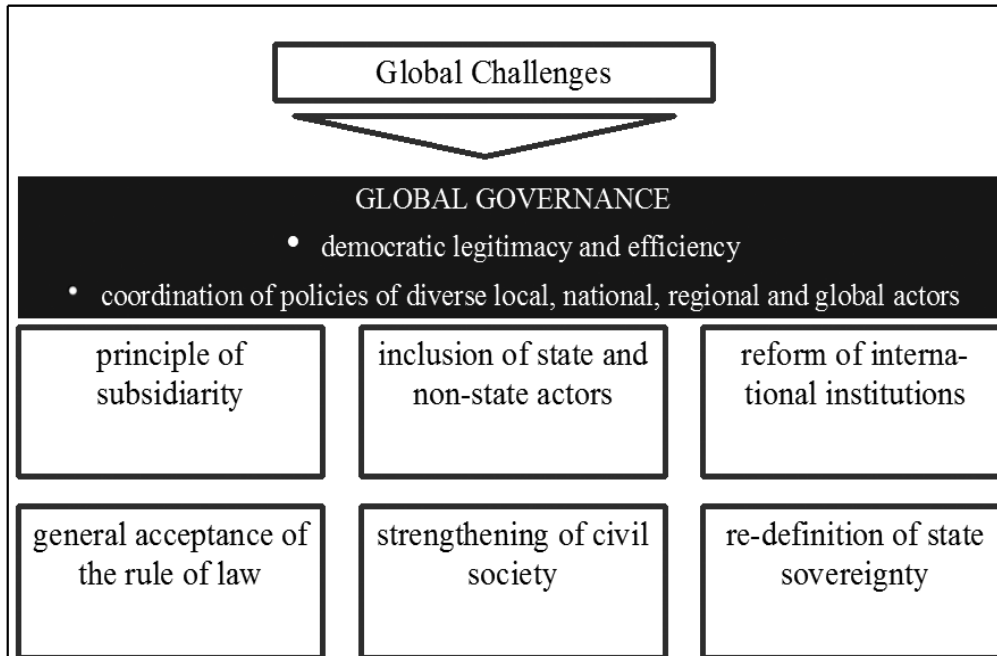 Global Challenges
GLOBAL GOVERNANCE
• democratic legitimacy and efficiency
• coordination of policies of diverse local, national, regional and global actors
principle of
subsidiarity
inclusion of state and
non-state actors
reform of interna-
tional institutions
general acceptance of
the rule of law
strengthening of civil
society
re-definition of state
sovereignty